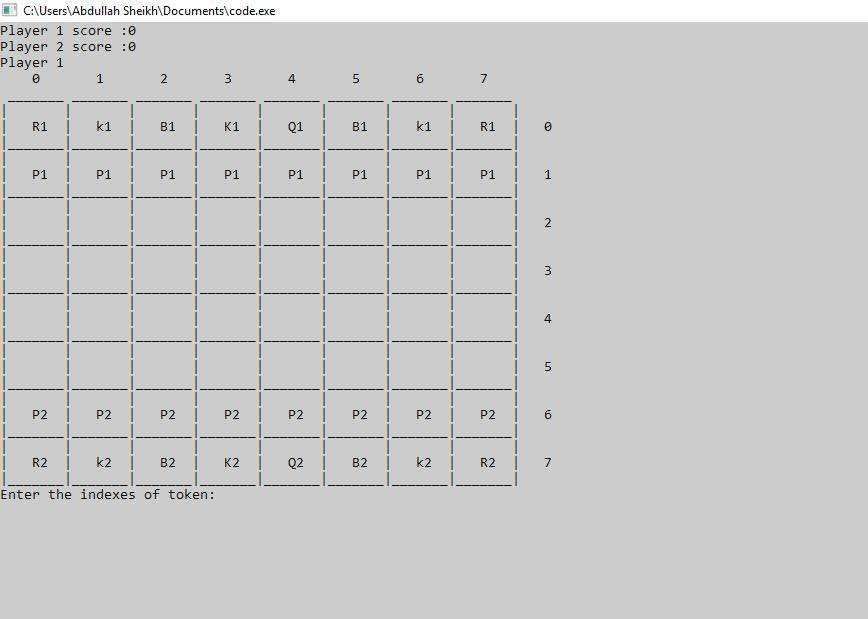 C:\Users\Abdullah Sheikh\Documents\code.exe
Player 1 score :0
Player 2 score :0
Player 1
0 1 2 3 4 5 6 7
R1 k1 B1 K1 Q1 B1 k1 R1 0
P1 P1 P1 P1 P1 P1 P1 P1 1
2
3
4
5
P2 P2 P2 P2 P2 P2 P2 P2 6
R2 k2 B2 K2 Q2 B2 k2 R2 7
Enter the indexes of token: